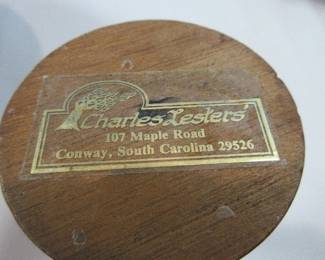 Charles Lesters'
107 Maple Road
Conway, South Carolina 29526